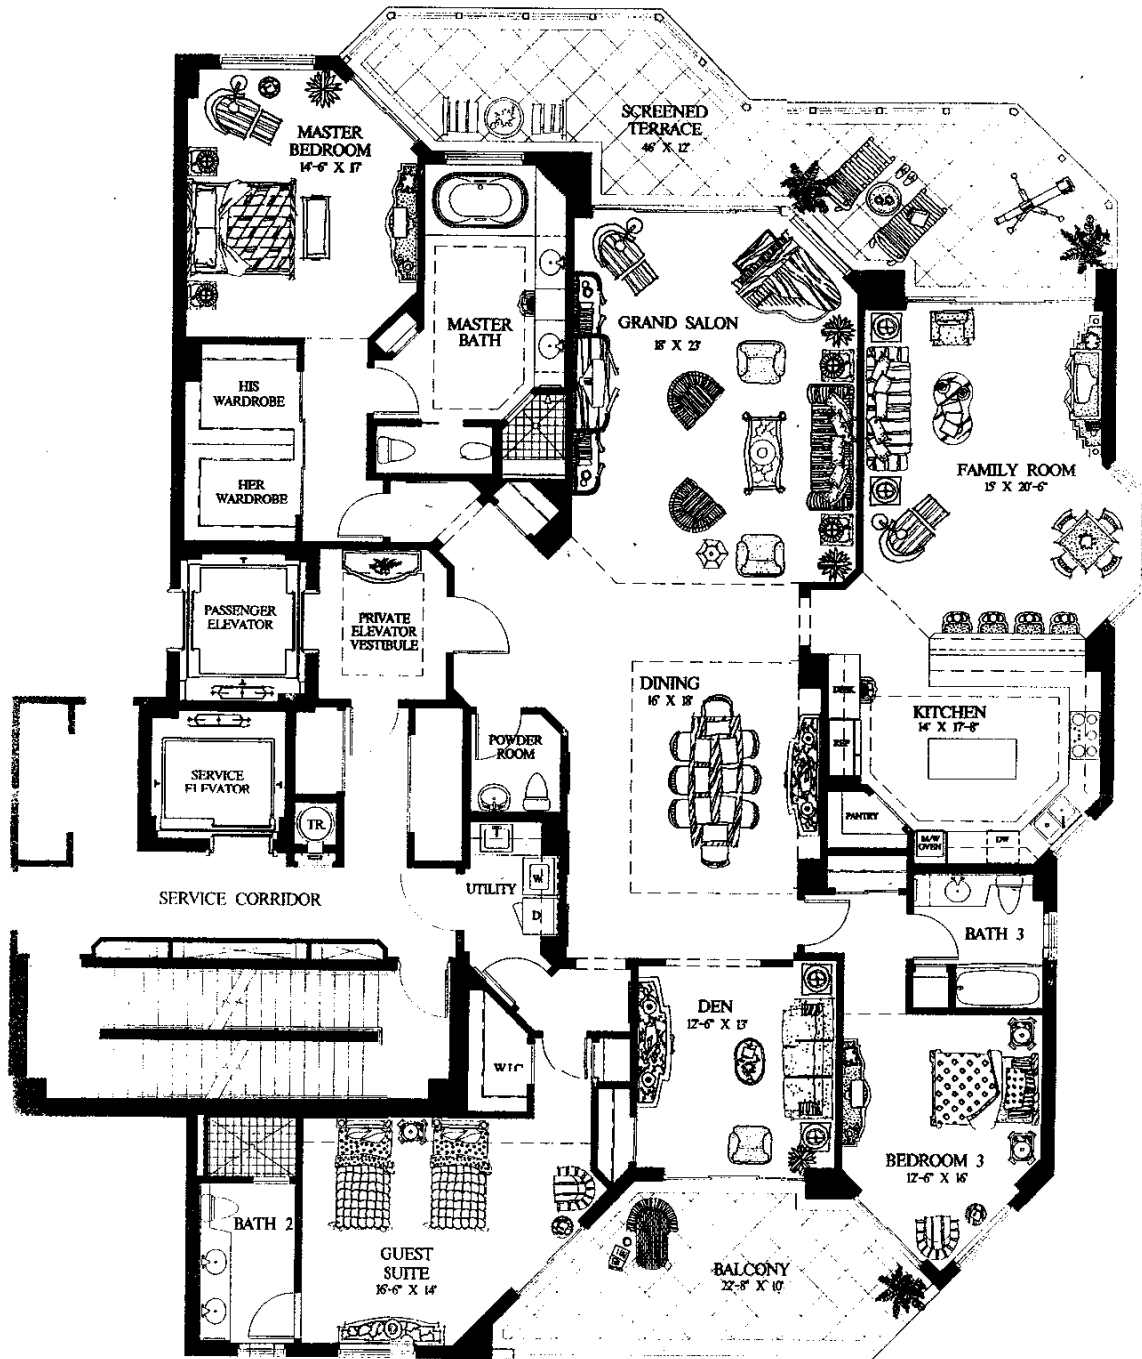 SCREENED
TERRACE
46' X 12'
MASTER
BEDROOM
14'-6" X 17'
MASTER
BATH
GRAND SALON
18' X 23'
HIS
WARDROBE
HER
WARDROBE
FAMILY ROOM
15' X 20'-6"
PASSENGER
ELEVATOR
PRIVATE
ELEVATOR
VESTIBULE
DINING
16' X 18'
DESK
REF
KITCHEN
14' X 17'-8"
POWDER
ROOM
SERVICE
ELEVATOR
TR.
T
PANTRY
M/W
OVEN
DW
UTILITY
W
D
SERVICE CORRIDOR
BATH 3
DEN
12'-6" X 13'
W.I.C
BEDROOM 3
12'-6" X 16'
BATH 2
GUEST
SUITE
16'-6" X 14'
BALCONY
22'-8" X 10'